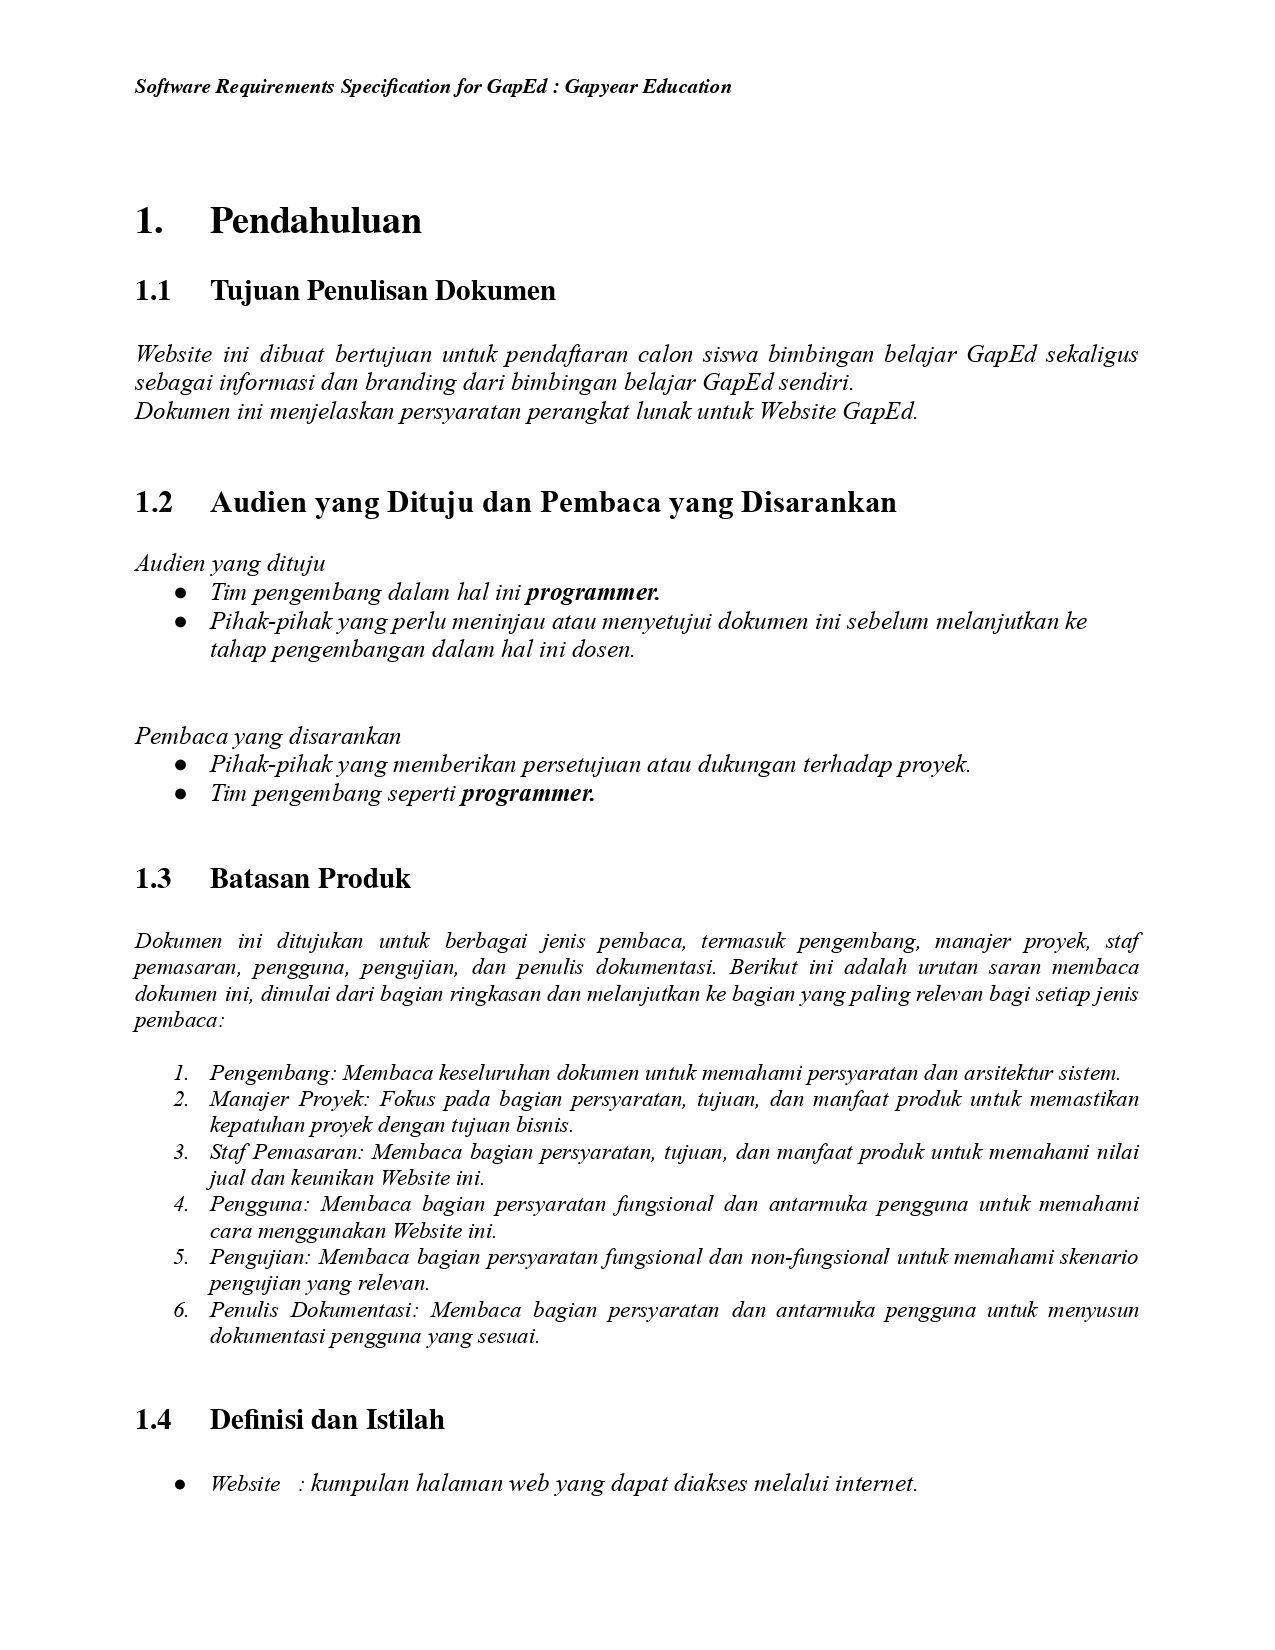 Software Requirements Specification for GapEd : Gapyear Education
1. Pendahuluan
1.1 Tujuan Penulisan Dokumen
Website ini dibuat bertujuan untuk pendaftaran calon siswa bimbingan belajar GapEd sekaligus
sebagai informasi dan branding dari bimbingan belajar GapEd sendiri.
Dokumen ini menjelaskan persyaratan perangkat lunak untuk Website GapEd.
1.2 Audien yang Dituju dan Pembaca yang Disarankan
Audien yang dituju
● Tim pengembang dalam hal ini programmer.
● Pihak-pihak yang perlu meninjau atau menyetujui dokumen ini sebelum melanjutkan ke
tahap pengembangan dalam hal ini dosen.
Pembaca yang disarankan
● Pihak-pihak yang memberikan persetujuan atau dukungan terhadap proyek.
● Tim pengembang seperti programmer.
1.3 Batasan Produk
Dokumen ini ditujukan untuk berbagai jenis pembaca, termasuk pengembang, manajer proyek, staf
pemasaran, pengguna, pengujian, dan penulis dokumentasi. Berikut ini adalah urutan saran membaca
dokumen ini, dimulai dari bagian ringkasan dan melanjutkan ke bagian yang paling relevan bagi setiap jenis
pembaca:
1. Pengembang: Membaca keseluruhan dokumen untuk memahami persyaratan dan arsitektur sistem.
2. Manajer Proyek: Fokus pada bagian persyaratan, tujuan, dan manfaat produk untuk memastikan
kepatuhan proyek dengan tujuan bisnis.
3. Staf Pemasaran: Membaca bagian persyaratan, tujuan, dan manfaat produk untuk memahami nilai
jual dan keunikan Website ini.
4. Pengguna: Membaca bagian persyaratan fungsional dan antarmuka pengguna untuk memahami
cara menggunakan Website ini.
5. Pengujian: Membaca bagian persyaratan fungsional dan non-fungsional untuk memahami skenario
pengujian yang relevan.
6. Penulis Dokumentasi: Membaca bagian persyaratan dan antarmuka pengguna untuk menyusun
dokumentasi pengguna yang sesuai.
1.4 Definisi dan Istilah
● Website : kumpulan halaman web yang dapat diakses melalui internet.